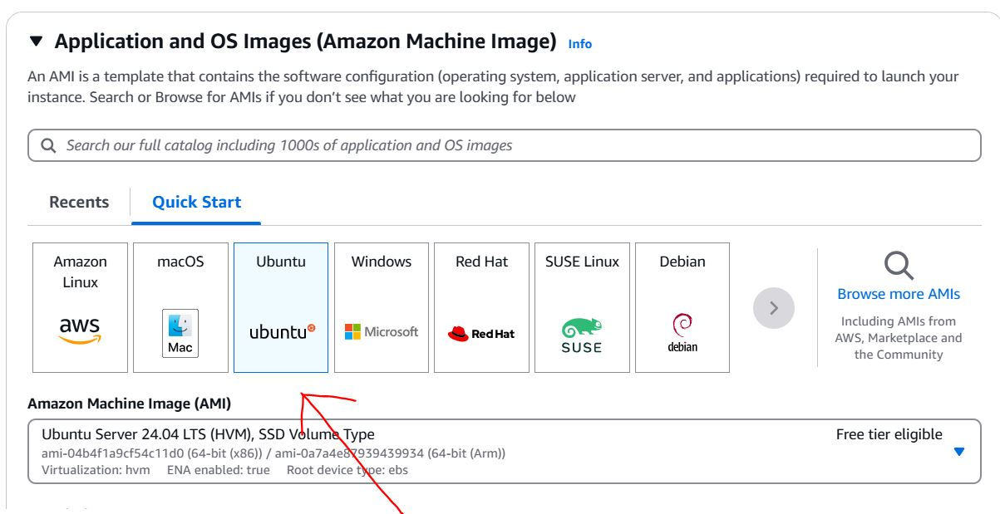 Application and OS Images (Amazon Machine Image) Info
An AMI is a template that contains the software configuration (operating system, application server, and applications) required to launch your
instance. Search or Browse for AMIs if you don't see what you are looking for below
Search our full catalog including 1000s of application and OS images
Recents
Quick Start
Amazon
Linux
aws
macOS
Mac
Ubuntu
ubuntu
Windows
Microsoft
Red Hat
Red Hat
SUSE Linux
SUSE
Debian
debian
Browse more AMIs
Including AMIs from
AWS, Marketplace and
the Community
Amazon Machine Image (AMI)
Ubuntu Server 24.04 LTS (HVM), SSD Volume Type
Free tier eligible
ami-04b4f1a9cf54c11d0 (64-bit (x86)) / ami-0a7a4e87939439934 (64-bit (Arm))
Virtualization: hvm ENA enabled: true Root device type: ebs